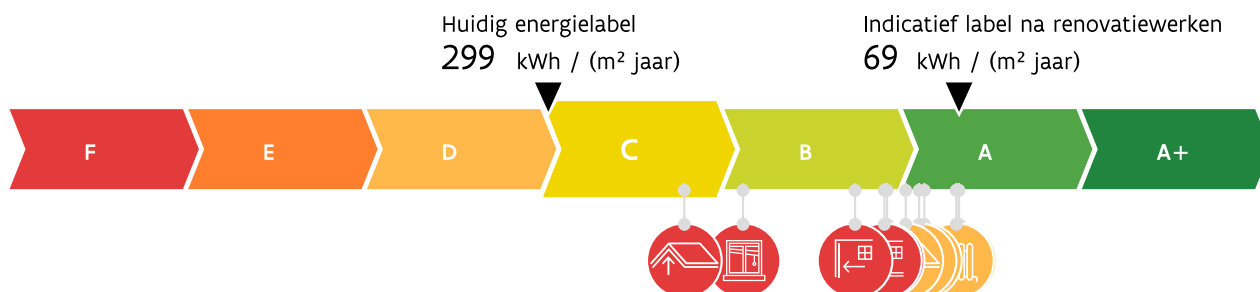 Huidig energielabel
299 kWh / (m² jaar)
Indicatief label na renovatiewerken
69 kWh / (m² jaar)
F E D C B A A+